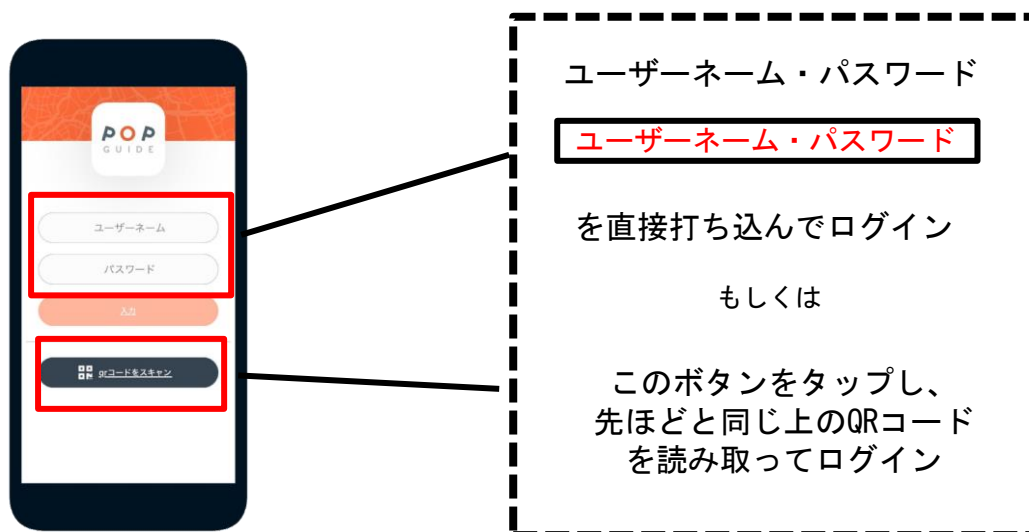 POP
GUIDE
ユーザーネーム
パスワード
入力
qrコードをスキャン
ユーザーネーム・パスワード
ユーザーネーム・パスワード
を直接打ち込んでログイン
もしくは
このボタンをタップし、
先ほどと同じ上のQRコード
を読み取ってログイン